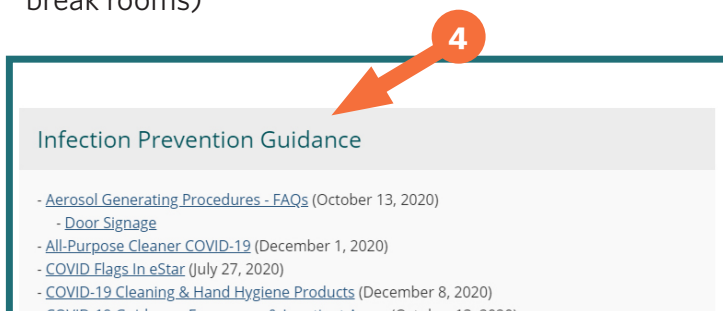 break rooms)
4
Infection Prevention Guidance
- Aerosol Generating Procedures - FAQs (October 13, 2020)
- Door Signage
- All-Purpose Cleaner COVID-19 (December 1, 2020)
- COVID Flags In eStar (July 27, 2020)
- COVID-19 Cleaning & Hand Hygiene Products (December 8, 2020)